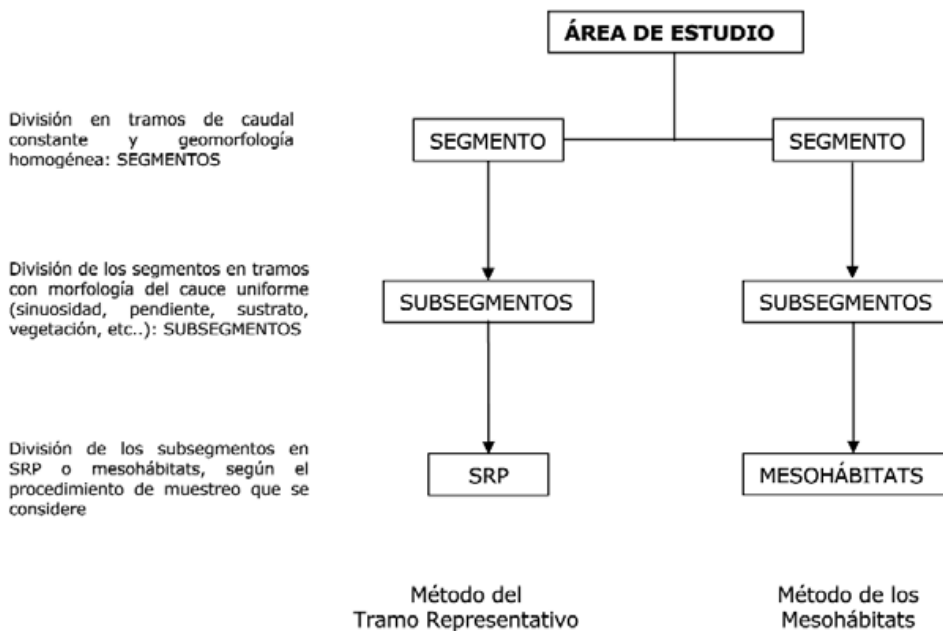 ÁREA DE ESTUDIO
División en tramos de caudal
constante y geomorfología
homogénea: SEGMENTOS
SEGMENTO
SEGMENTO
División de los segmentos en tramos
con morfología del cauce uniforme
(sinuosidad, pendiente, sustrato,
vegetación, etc..): SUBSEGMENTOS
SUBSEGMENTOS
SUBSEGMENTOS
División de los subsegmentos en
SRP o mesohábitats, según el
procedimiento de muestreo que se
considere
SRP
MESOHÁBITATS
Método del
Tramo Representativo
Método de los
Mesohábitats